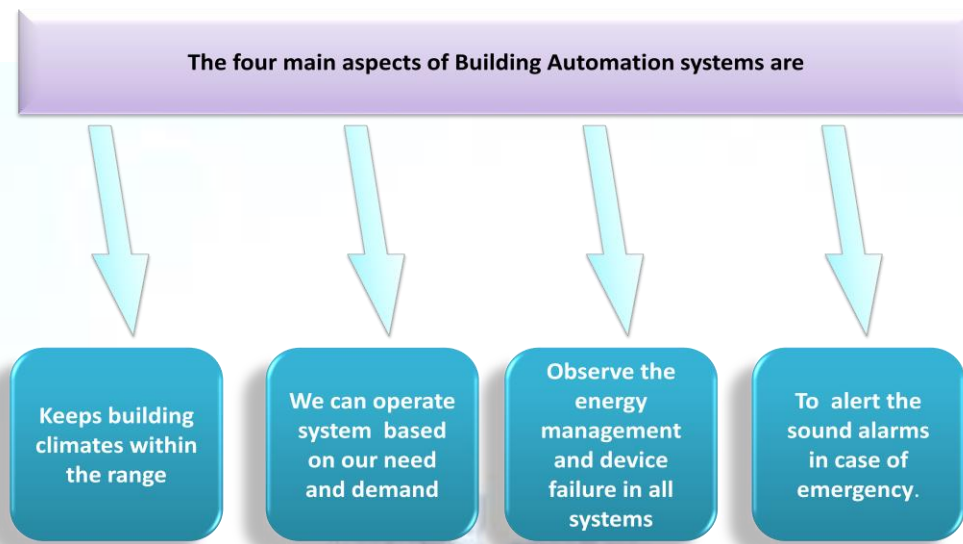 The four main aspects of Building Automation systems are
Keeps building
climates within
the range
We can operate
system based
on our need
and demand
Observe the
energy
management
and device
failure in all
systems
To alert the
sound alarms
in case of
emergency.